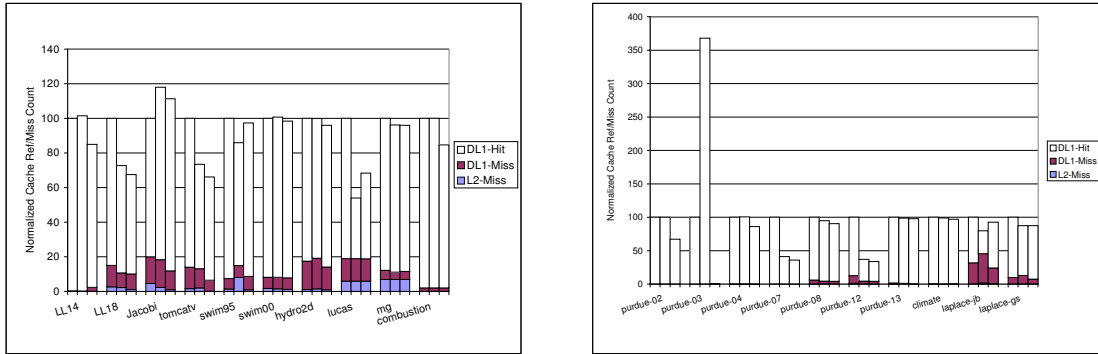 Normalized Cache Ref/Miss Count
140
120
100
80
60
40
20
0
LL14
LL18
Jacobi
tomcatv
swim95
swim00
hydro2d
lucas
mg
combustion
DL1-Hit
DL1-Miss
L2-Miss
Normalized Cache Ref/Miss Count
400
350
300
250
200
150
100
50
0
purdue-02
purdue-03
purdue-04
purdue-07
purdue-08
purdue-12
purdue-13
climate
laplace-jb
laplace-gs
DL1-Hit
DL1-Miss
L2-Miss